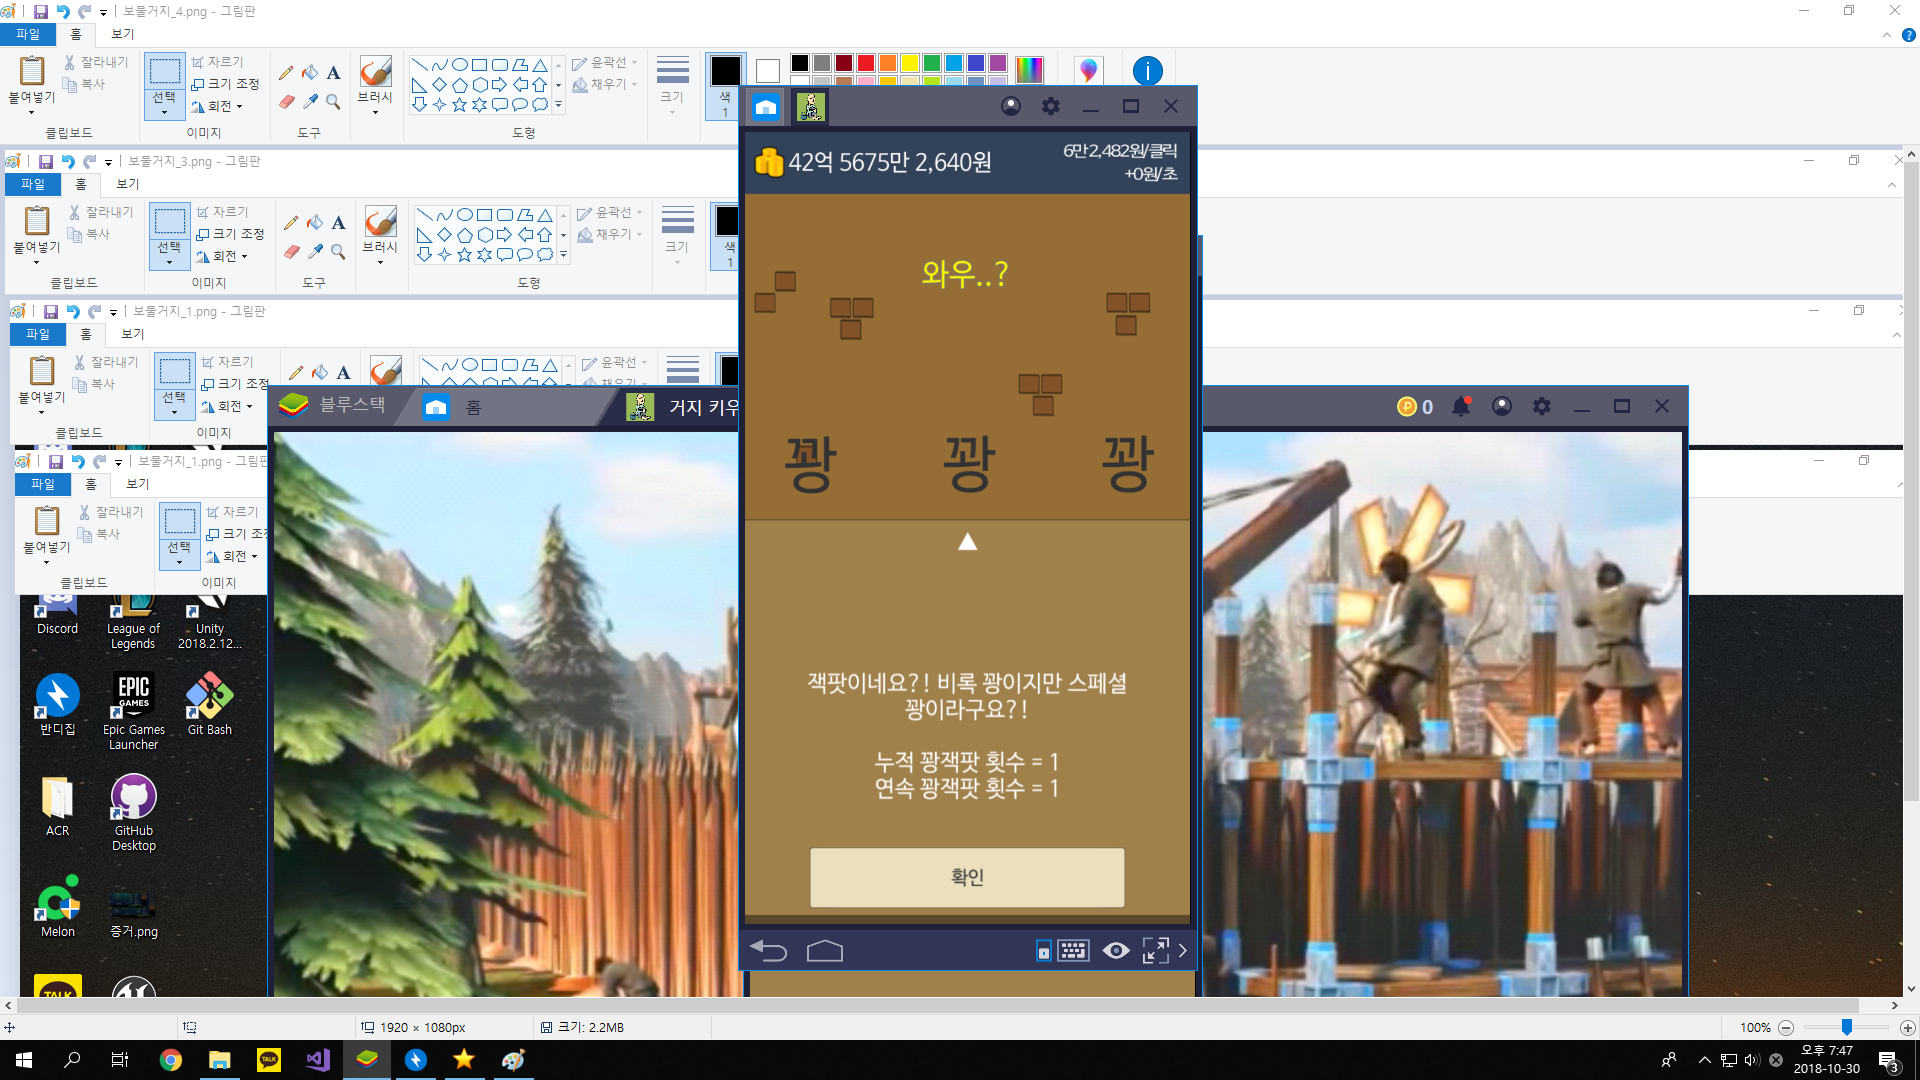 보물거지_4.png - 그림판
파일 홈 보기
붙여넣기
잘라내기
복사
클립보드
선택
자르기
크기 조정
회전
이미지
A
도구
브러시
윤곽선
채우기
도형
크기
색
1
보물거지_3.png - 그림판
파일 홈 보기
붙여넣기
잘라내기
복사
클립보드
선택
자르기
크기 조정
회전
이미지
A
도구
브러시
윤곽선
채우기
도형
크기
색
1
보물거지_1.png - 그림판
파일 홈 보기
붙여넣기
잘라내기
복사
클립보드
선택
자르기
크기 조정
회전
이미지
A
윤곽선
보물거지_1.png - 그림판
파일 홈 보기
붙여넣기
잘라내기
복사
클립보드
선택
자르기
크기
회전
이미지
블루스택
홈
거지 키우
0
42억 5675만 2,640원
6만2,482원/클릭
+0원/초
와우..?
꽝 꽝 꽝
잭팟이네요?! 비록 꽝이지만 스페셜
꽝이라구요?!
누적 꽝잭팟 횟수 = 1
연속 꽝잭팟 횟수 = 1
확인
Discord
League of
Legends
Unity
2018.2.12...
반디집
EPIC
GAMES
Epic Games
Launcher
Git Bash
ACR
GitHub
Desktop
Melon
증거.png
TALK
1920 × 1080px
크기: 2.2MB
100%
TALK
오후 7:47
2018-10-30
3